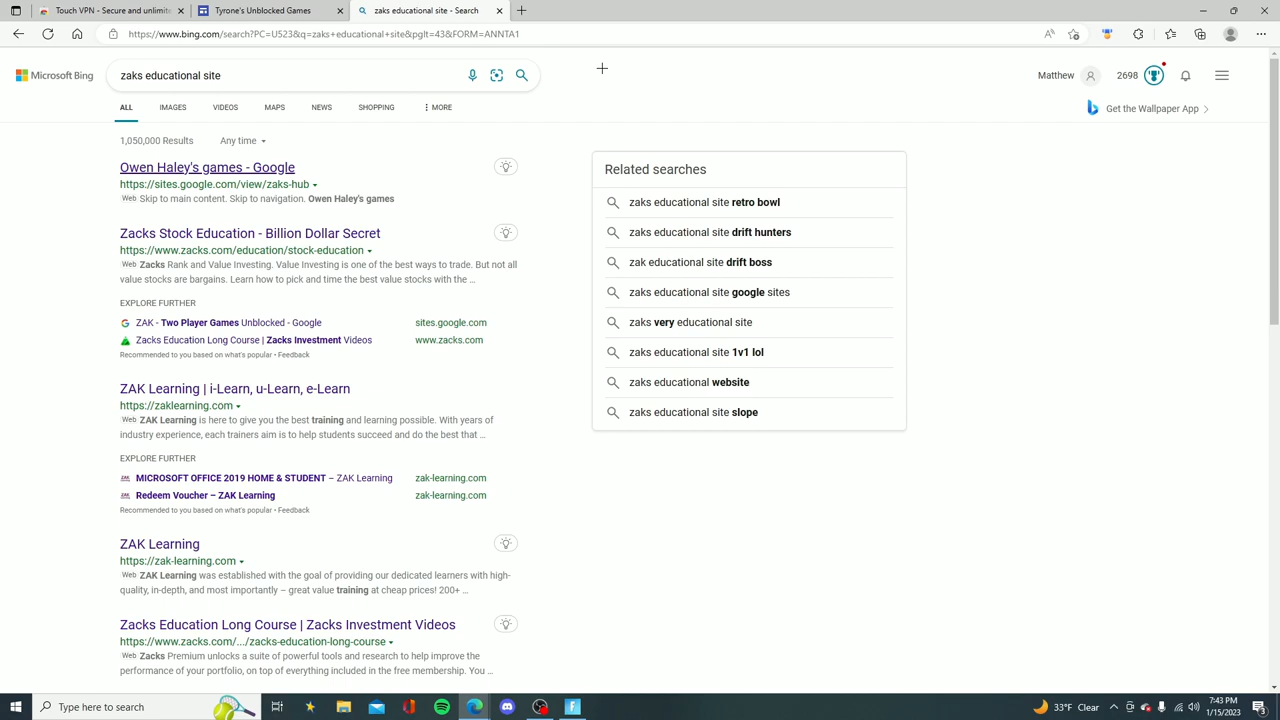 Touch VPN - Secure and unlimite
Tyrone's Unblocked Games
zaks educational site - Search
https://www.bing.com/search?PC=U523&q=zaks+educational+site&pglt=43&FORM=ANNTA1
Microsoft Bing
zaks educational site
Matthew
2698
ALL
IMAGES
VIDEOS
MAPS
NEWS
SHOPPING
MORE
Get the Wallpaper App
1,050,000 Results
Any time
Owen Haley's games - Google
https://sites.google.com/view/zaks-hub
Web Skip to main content. Skip to navigation. Owen Haley's games
Zacks Stock Education - Billion Dollar Secret
https://www.zacks.com/education/stock-education
Web Zacks Rank and Value Investing. Value Investing is one of the best ways to trade. But not all
value stocks are bargains. Learn how to pick and time the best value stocks with the …
EXPLORE FURTHER
ZAK - Two Player Games Unblocked - Google
sites.google.com
Zacks Education Long Course | Zacks Investment Videos
www.zacks.com
Recommended to you based on what's popular • Feedback
ZAK Learning | i-Learn, u-Learn, e-Learn
https://zaklearning.com
Web ZAK Learning is here to give you the best training and learning possible. With years of
industry experience, each trainers aim is to help students succeed and do the best that …
EXPLORE FURTHER
MICROSOFT OFFICE 2019 HOME & STUDENT – ZAK Learning
zak-learning.com
Redeem Voucher – ZAK Learning
zak-learning.com
Recommended to you based on what's popular • Feedback
ZAK Learning
https://zak-learning.com
Web ZAK Learning was established with the goal of providing our dedicated learners with high-
quality, in-depth, and most importantly – great value training at cheap prices! 200+ …
Zacks Education Long Course | Zacks Investment Videos
https://www.zacks.com/.../zacks-education-long-course
Web Zacks Premium unlocks a suite of powerful tools and research to help improve the
performance of your portfolio, on top of everything included in the free membership. You …
Related searches
zaks educational site retro bowl
zaks educational site drift hunters
zak educational site drift boss
zaks educational site google sites
zaks very educational site
zaks educational site 1v1 lol
zaks educational website
zaks educational site slope
Type here to search
33°F Clear
7:43 PM
1/15/2023